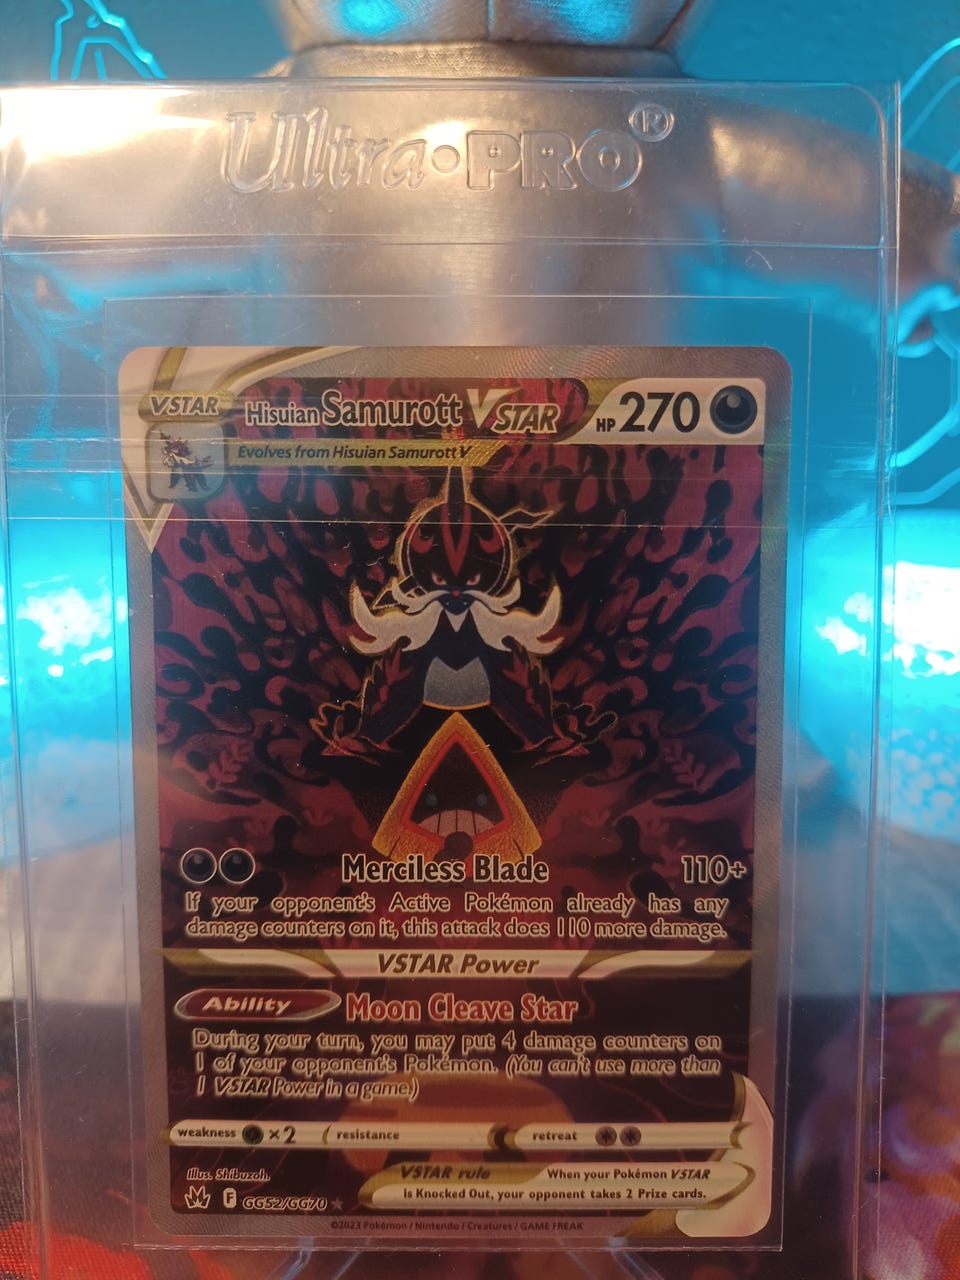 Ultra·PRO®
VSTAR Hisuian Samurott VSTAR HP 270
Evolves from Hisuian Samurott V
Merciless Blade 110+
If your opponent's Active Pokémon already has any
damage counters on it, this attack does 110 more damage.
VSTAR Power
Ability Moon Cleave Star
During your turn, you may put 4 damage counters on
1 of your opponent's Pokémon. (You can't use more than
1 VSTAR Power in a game.)
weakness ×2 resistance retreat
Illus. Shibuzoh.
VSTAR rule When your Pokémon VSTAR
is Knocked Out, your opponent takes 2 Prize cards.
F GG52/GG70 ★
©2023 Pokémon / Nintendo / Creatures / GAME FREAK